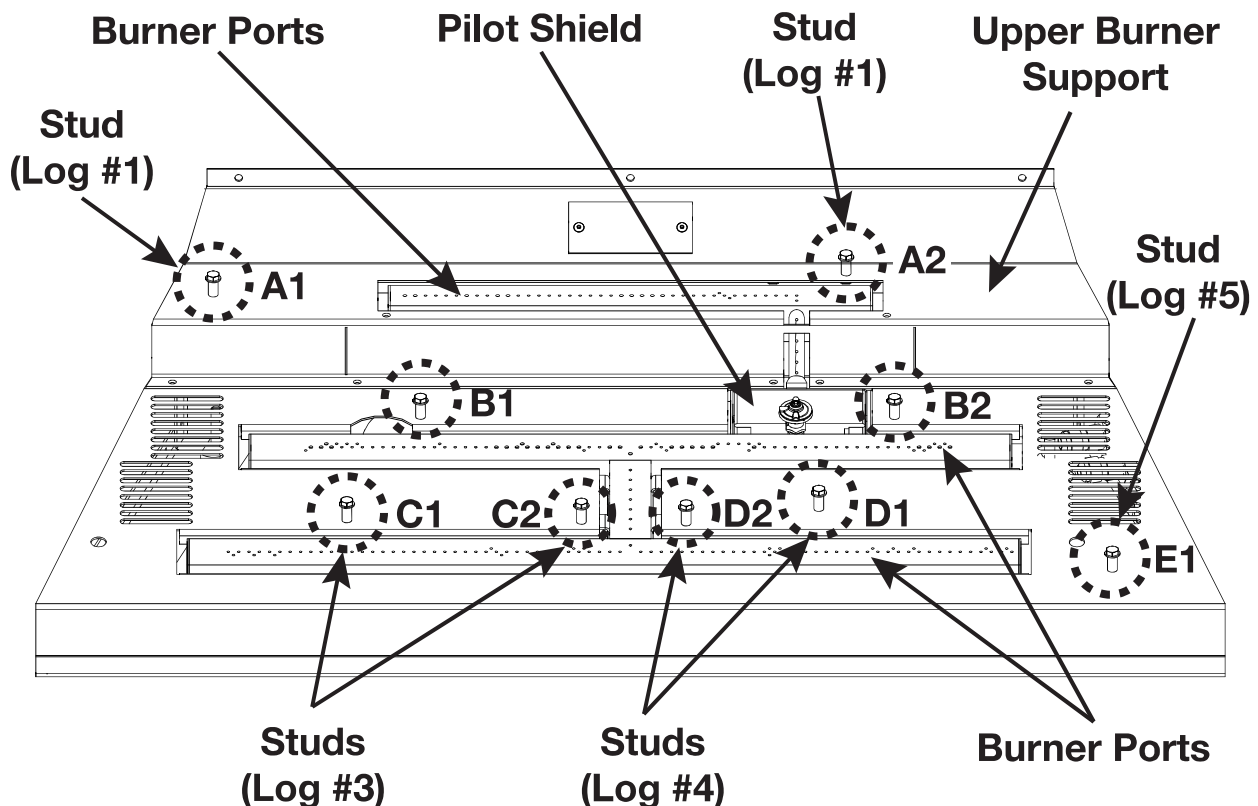 Burner Ports
Pilot Shield
Stud
(Log #1)
Upper Burner
Support
Stud
(Log #1)
A1
A2
Stud
(Log #5)
B1
B2
C1
C2
D2
D1
E1
Studs
(Log #3)
Studs
(Log #4)
Burner Ports